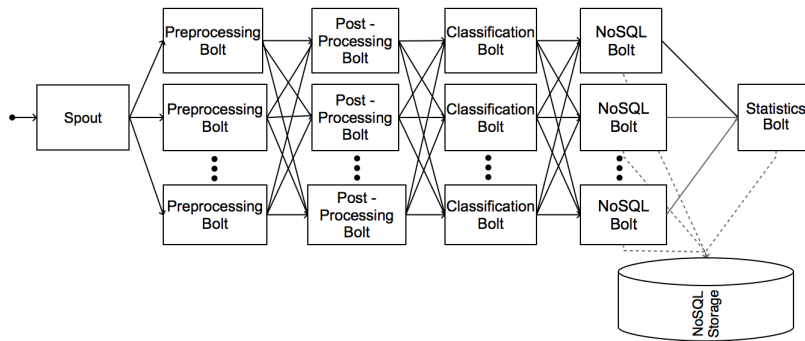 Preprocessing
Bolt
Post -
Processing
Bolt
Classification
Bolt
NoSQL
Bolt
Spout
Preprocessing
Bolt
Post -
Processing
Bolt
Classification
Bolt
NoSQL
Bolt
Statistics
Bolt
Preprocessing
Bolt
Post -
Processing
Bolt
Classification
Bolt
NoSQL
Bolt
NoSQL
Storage